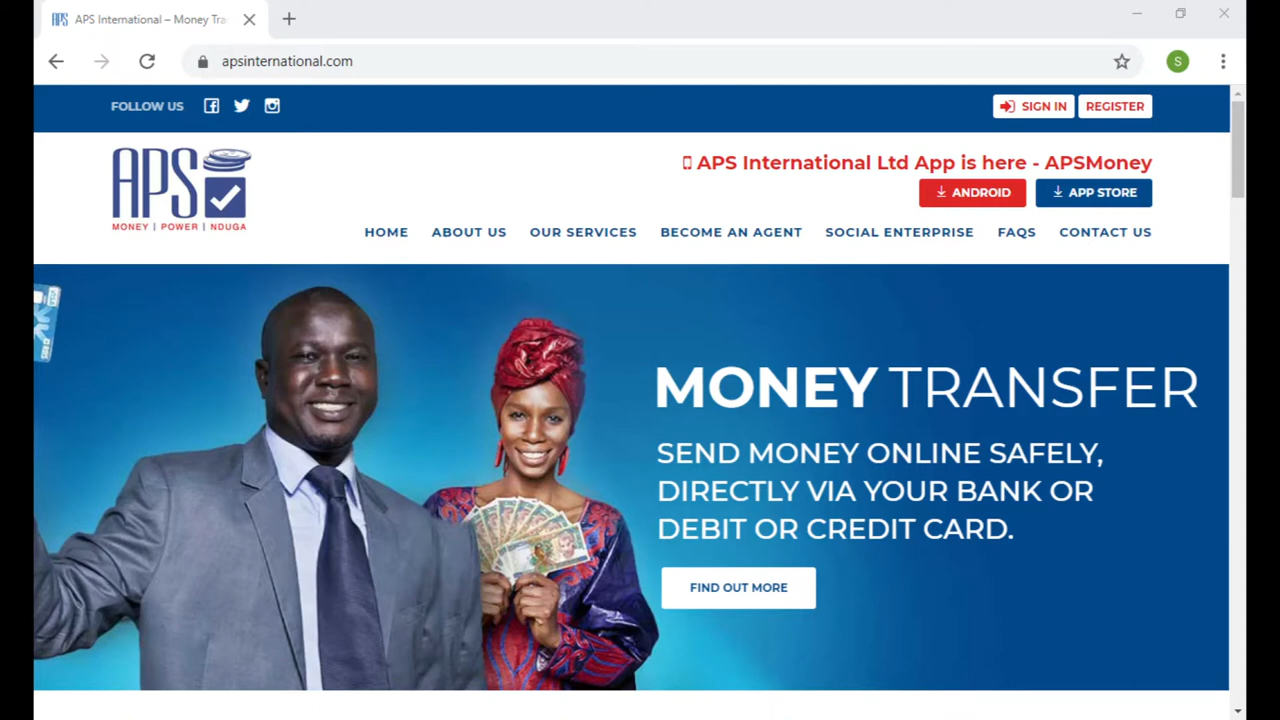 APS International – Money Tra
apsinternational.com
S
FOLLOW US
SIGN IN
REGISTER
APS
MONEY | POWER | NDUGA
APS International Ltd App is here - APSMoney
ANDROID
APP STORE
HOME
ABOUT US
OUR SERVICES
BECOME AN AGENT
SOCIAL ENTERPRISE
FAQS
CONTACT US
MONEY TRANSFER
SEND MONEY ONLINE SAFELY,
DIRECTLY VIA YOUR BANK OR
DEBIT OR CREDIT CARD.
FIND OUT MORE